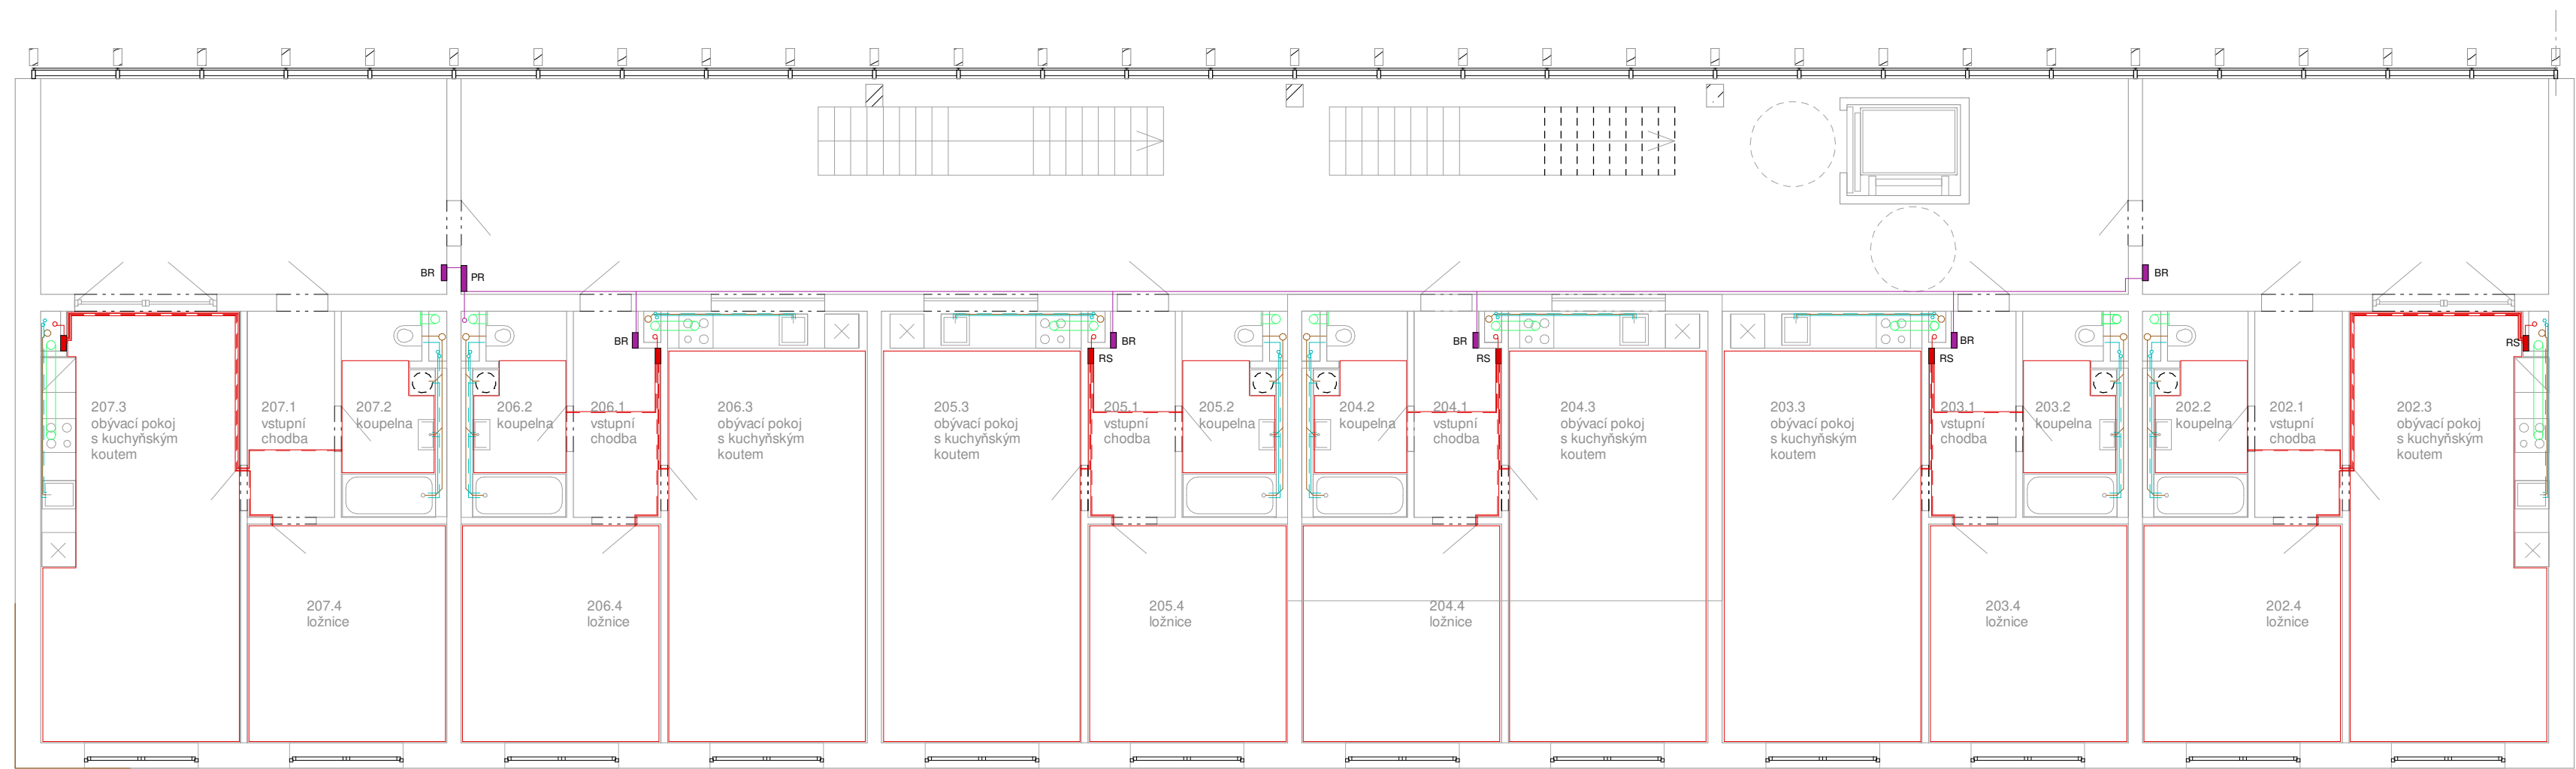 BR
PR
BR
BR
BR
BR
BR
RS
RS
RS
RS
RS
207.3
obývací pokoj
s kuchyňským
koutem
207.1
vstupní
chodba
207.2
koupelna
206.2
koupelna
206.1
vstupní
chodba
206.3
obývací pokoj
s kuchyňským
koutem
205.3
obývací pokoj
s kuchyňským
koutem
205.1
vstupní
chodba
205.2
koupelna
204.2
koupelna
204.1
vstupní
chodba
204.3
obývací pokoj
s kuchyňským
koutem
203.3
obývací pokoj
s kuchyňským
koutem
203.1
vstupní
chodba
203.2
koupelna
202.2
koupelna
202.1
vstupní
chodba
202.3
obývací pokoj
s kuchyňským
koutem
207.4
ložnice
206.4
ložnice
205.4
ložnice
204.4
ložnice
203.4
ložnice
202.4
ložnice